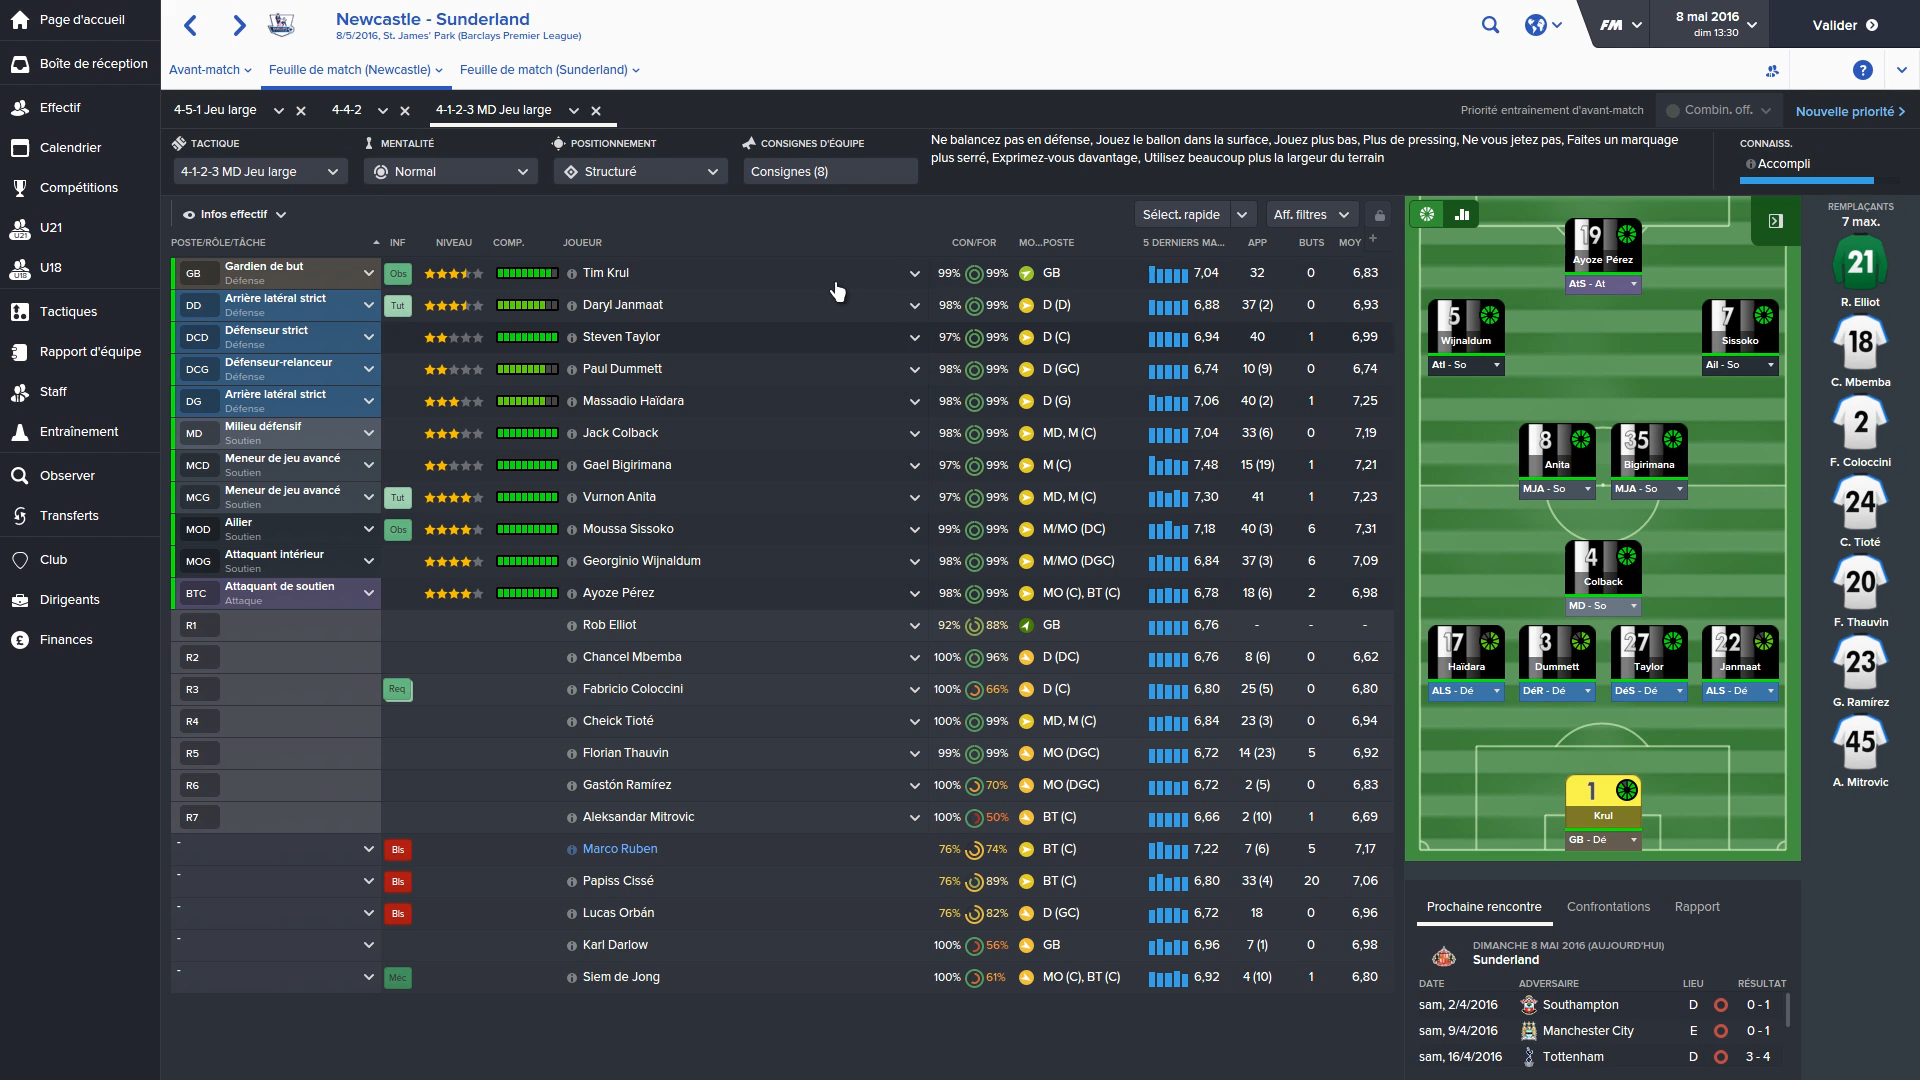 Page d'accueil
Boîte de réception
Effectif
Calendrier
Compétitions
U21
U21
U18
U18
Tactiques
Rapport d'équipe
Staff
Entraînement
Observer
Transferts
Club
Dirigeants
Finances
Newcastle - Sunderland
8/5/2016, St. James' Park (Barclays Premier League)
FM
8 mai 2016
dim 13:30
Valider
Avant-match
Feuille de match (Newcastle)
Feuille de match (Sunderland)
?
4-5-1 Jeu large
4-4-2
4-1-2-3 MD Jeu large
Priorité entraînement d'avant-match
Combin. off.
Nouvelle priorité >
TACTIQUE
MENTALITÉ
POSITIONNEMENT
CONSIGNES D'ÉQUIPE
4-1-2-3 MD Jeu large
Normal
Structuré
Consignes (8)
Ne balancez pas en défense, Jouez le ballon dans la surface, Jouez plus bas, Plus de pressing, Ne vous jetez pas, Faites un marquage
plus serré, Exprimez-vous davantage, Utilisez beaucoup plus la largeur du terrain
CONNAISS.
Accompli
Infos effectif
Sélect. rapide
Aff. filtres
POSTE/RÔLE/TÂCHE INF NIVEAU COMP. JOUEUR CON/FOR MO...POSTE 5 DERNIERS MA... APP BUTS MOY +
GB Gardien de but Défense Obs Tim Krul 99% 99% GB 7,04 32 0 6,83
DD Arrière latéral strict Défense Tut Daryl Janmaat 98% 99% D (D) 6,88 37 (2) 0 6,93
DCD Défenseur strict Défense Steven Taylor 97% 99% D (C) 6,94 40 1 6,99
DCG Défenseur-relanceur Défense Paul Dummett 98% 99% D (GC) 6,74 10 (9) 0 6,74
DG Arrière latéral strict Défense Massadio Haïdara 98% 99% D (G) 7,06 40 (2) 1 7,25
MD Milieu défensif Soutien Jack Colback 98% 99% MD, M (C) 7,04 33 (6) 0 7,19
MCD Meneur de jeu avancé Soutien Gael Bigirimana 97% 99% M (C) 7,48 15 (19) 1 7,21
MCG Meneur de jeu avancé Soutien Tut Vurnon Anita 97% 99% MD, M (C) 7,30 41 1 7,23
MOD Ailier Soutien Obs Moussa Sissoko 99% 99% M/MO (DC) 7,18 40 (3) 6 7,31
MOG Attaquant intérieur Soutien Georginio Wijnaldum 98% 99% M/MO (DGC) 6,84 37 (3) 6 7,09
BTC Attaquant de soutien Attaque Ayoze Pérez 98% 99% MO (C), BT (C) 6,78 18 (6) 2 6,98
R1 Rob Elliot 92% 88% GB 6,76 - - -
R2 Chancel Mbemba 100% 96% D (DC) 6,76 8 (6) 0 6,62
R3 Req Fabricio Coloccini 100% 66% D (C) 6,80 25 (5) 0 6,80
R4 Cheick Tioté 100% 99% MD, M (C) 6,84 23 (3) 0 6,94
R5 Florian Thauvin 99% 99% MO (DGC) 6,72 14 (23) 5 6,92
R6 Gastón Ramírez 100% 70% MO (DGC) 6,72 2 (5) 0 6,83
R7 Aleksandar Mitrovic 100% 50% BT (C) 6,66 2 (10) 1 6,69
- Bls Marco Ruben 76% 74% BT (C) 7,22 7 (6) 5 7,17
- Bls Papiss Cissé 76% 89% BT (C) 6,80 33 (4) 20 7,06
- Bls Lucas Orbán 76% 82% D (GC) 6,72 18 0 6,96
- Karl Darlow 100% 56% GB 6,96 7 (1) 0 6,98
- Méc Siem de Jong 100% 61% MO (C), BT (C) 6,92 4 (10) 1 6,80
19
Ayoze Pérez
AtS - At
5 7
Wijnaldum Sissoko
AtI - So Ail - So
8 35
Anita Bigirimana
MJA - So MJA - So
4
Colback
MD - So
17 3 27 22
Haïdara Dummett Taylor Janmaat
ALS - Dé DéR - Dé DéS - Dé ALS - Dé
1
Krul
GB - Dé
REMPLAÇANTS
7 max.
21
R. Elliot
18
C. Mbemba
2
F. Coloccini
24
C. Tioté
20
F. Thauvin
23
G. Ramírez
45
A. Mitrovic
Prochaine rencontre
Confrontations
Rapport
DIMANCHE 8 MAI 2016 (AUJOURD'HUI)
Sunderland
DATE ADVERSAIRE LIEU RÉSULTAT
sam, 2/4/2016 Southampton D 0 - 1
sam, 9/4/2016 Manchester City E 0 - 1
sam, 16/4/2016 Tottenham D 3 - 4